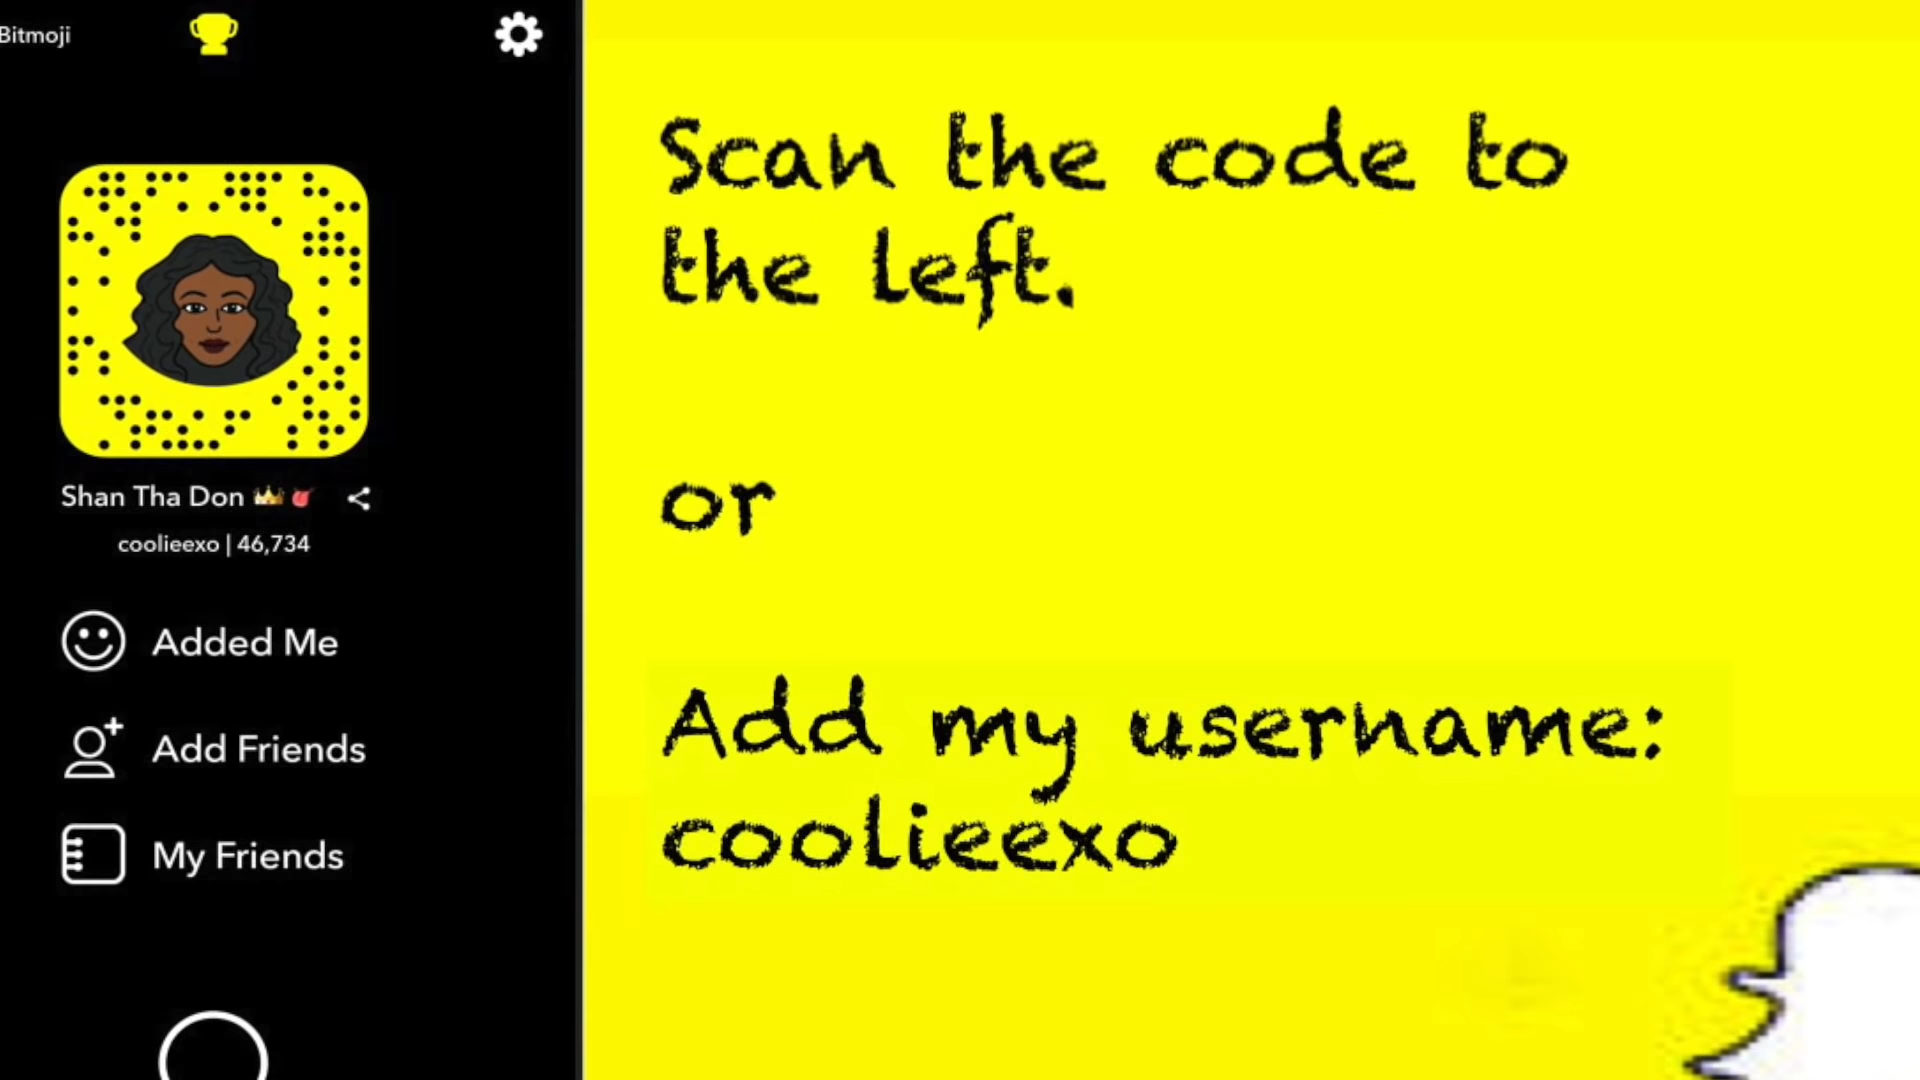 Bitmoji
Shan Tha Don 👑👅
coolieexo | 46,734
Added Me
Add Friends
My Friends
Scan the code to
the left.
or
Add my username:
coolieexo